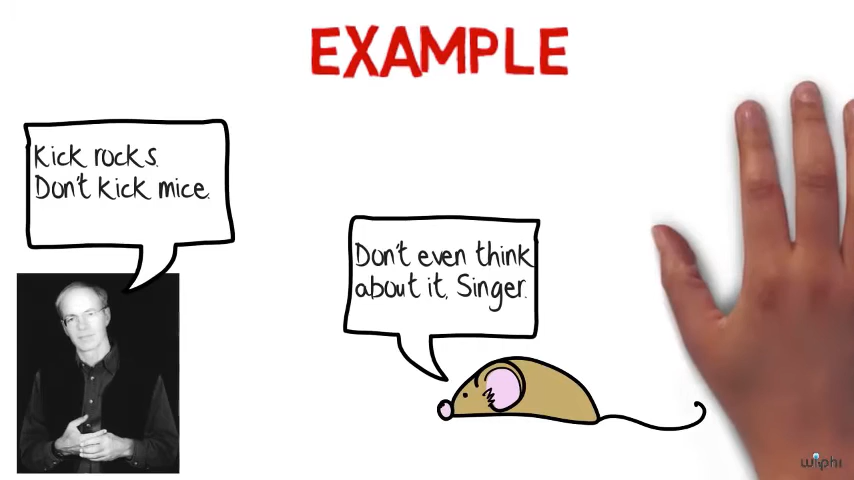 EXAMPLE
Kick rocks.
Don't kick mice.
Don't even think
about it, Singer.
wiphi